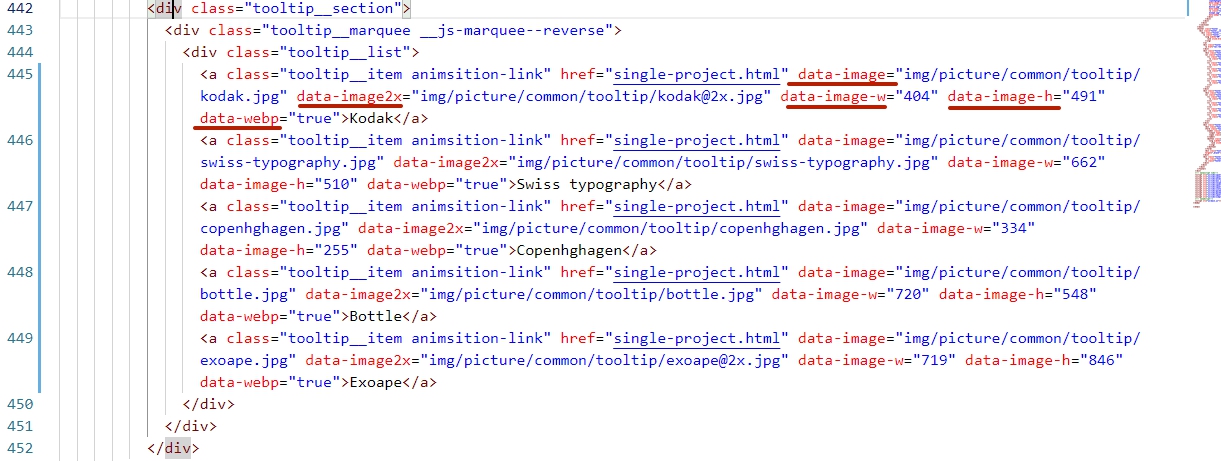 442 <div class="tooltip__section">
443 <div class="tooltip__marquee __js-marquee--reverse">
444 <div class="tooltip__list">
445 <a class="tooltip__item animsition-link" href="single-project.html" data-image="img/picture/common/tooltip/
kodak.jpg" data-image2x="img/picture/common/tooltip/kodak@2x.jpg" data-image-w="404" data-image-h="491"
data-webp="true">Kodak</a>
446 <a class="tooltip__item animsition-link" href="single-project.html" data-image="img/picture/common/tooltip/
swiss-typography.jpg" data-image2x="img/picture/common/tooltip/swiss-typography.jpg" data-image-w="662"
data-image-h="510" data-webp="true">Swiss typography</a>
447 <a class="tooltip__item animsition-link" href="single-project.html" data-image="img/picture/common/tooltip/
copenhghagen.jpg" data-image2x="img/picture/common/tooltip/copenhghagen.jpg" data-image-w="334"
data-image-h="255" data-webp="true">Copenhghagen</a>
448 <a class="tooltip__item animsition-link" href="single-project.html" data-image="img/picture/common/tooltip/
bottle.jpg" data-image2x="img/picture/common/tooltip/bottle.jpg" data-image-w="720" data-image-h="548"
data-webp="true">Bottle</a>
449 <a class="tooltip__item animsition-link" href="single-project.html" data-image="img/picture/common/tooltip/
exoape.jpg" data-image2x="img/picture/common/tooltip/exoape@2x.jpg" data-image-w="719" data-image-h="846"
data-webp="true">Exoape</a>
450 </div>
451 </div>
452 </div>